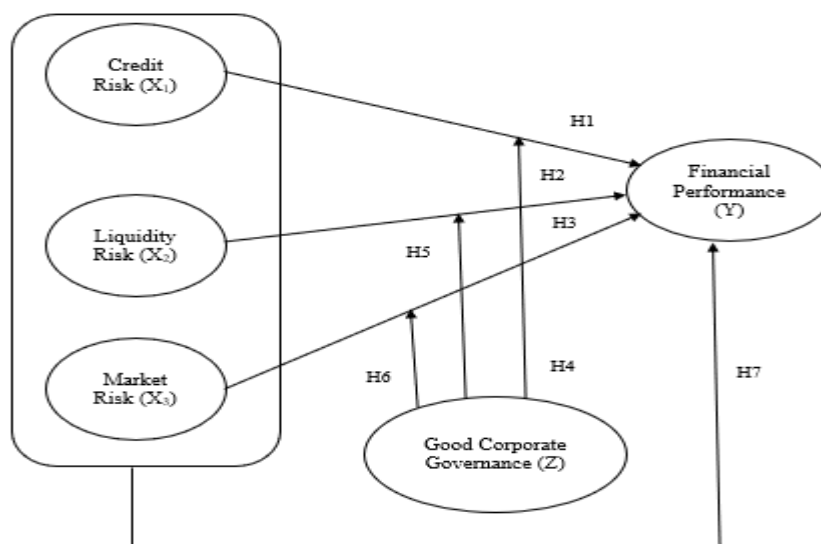 Credit
Risk (X₁)
H1
H2
Financial
Performance
(Y)
Liquidity
Risk (X₂)
H3
H5
Market
Risk (X₃)
H6
H4
H7
Good Corporate
Governance (Z)